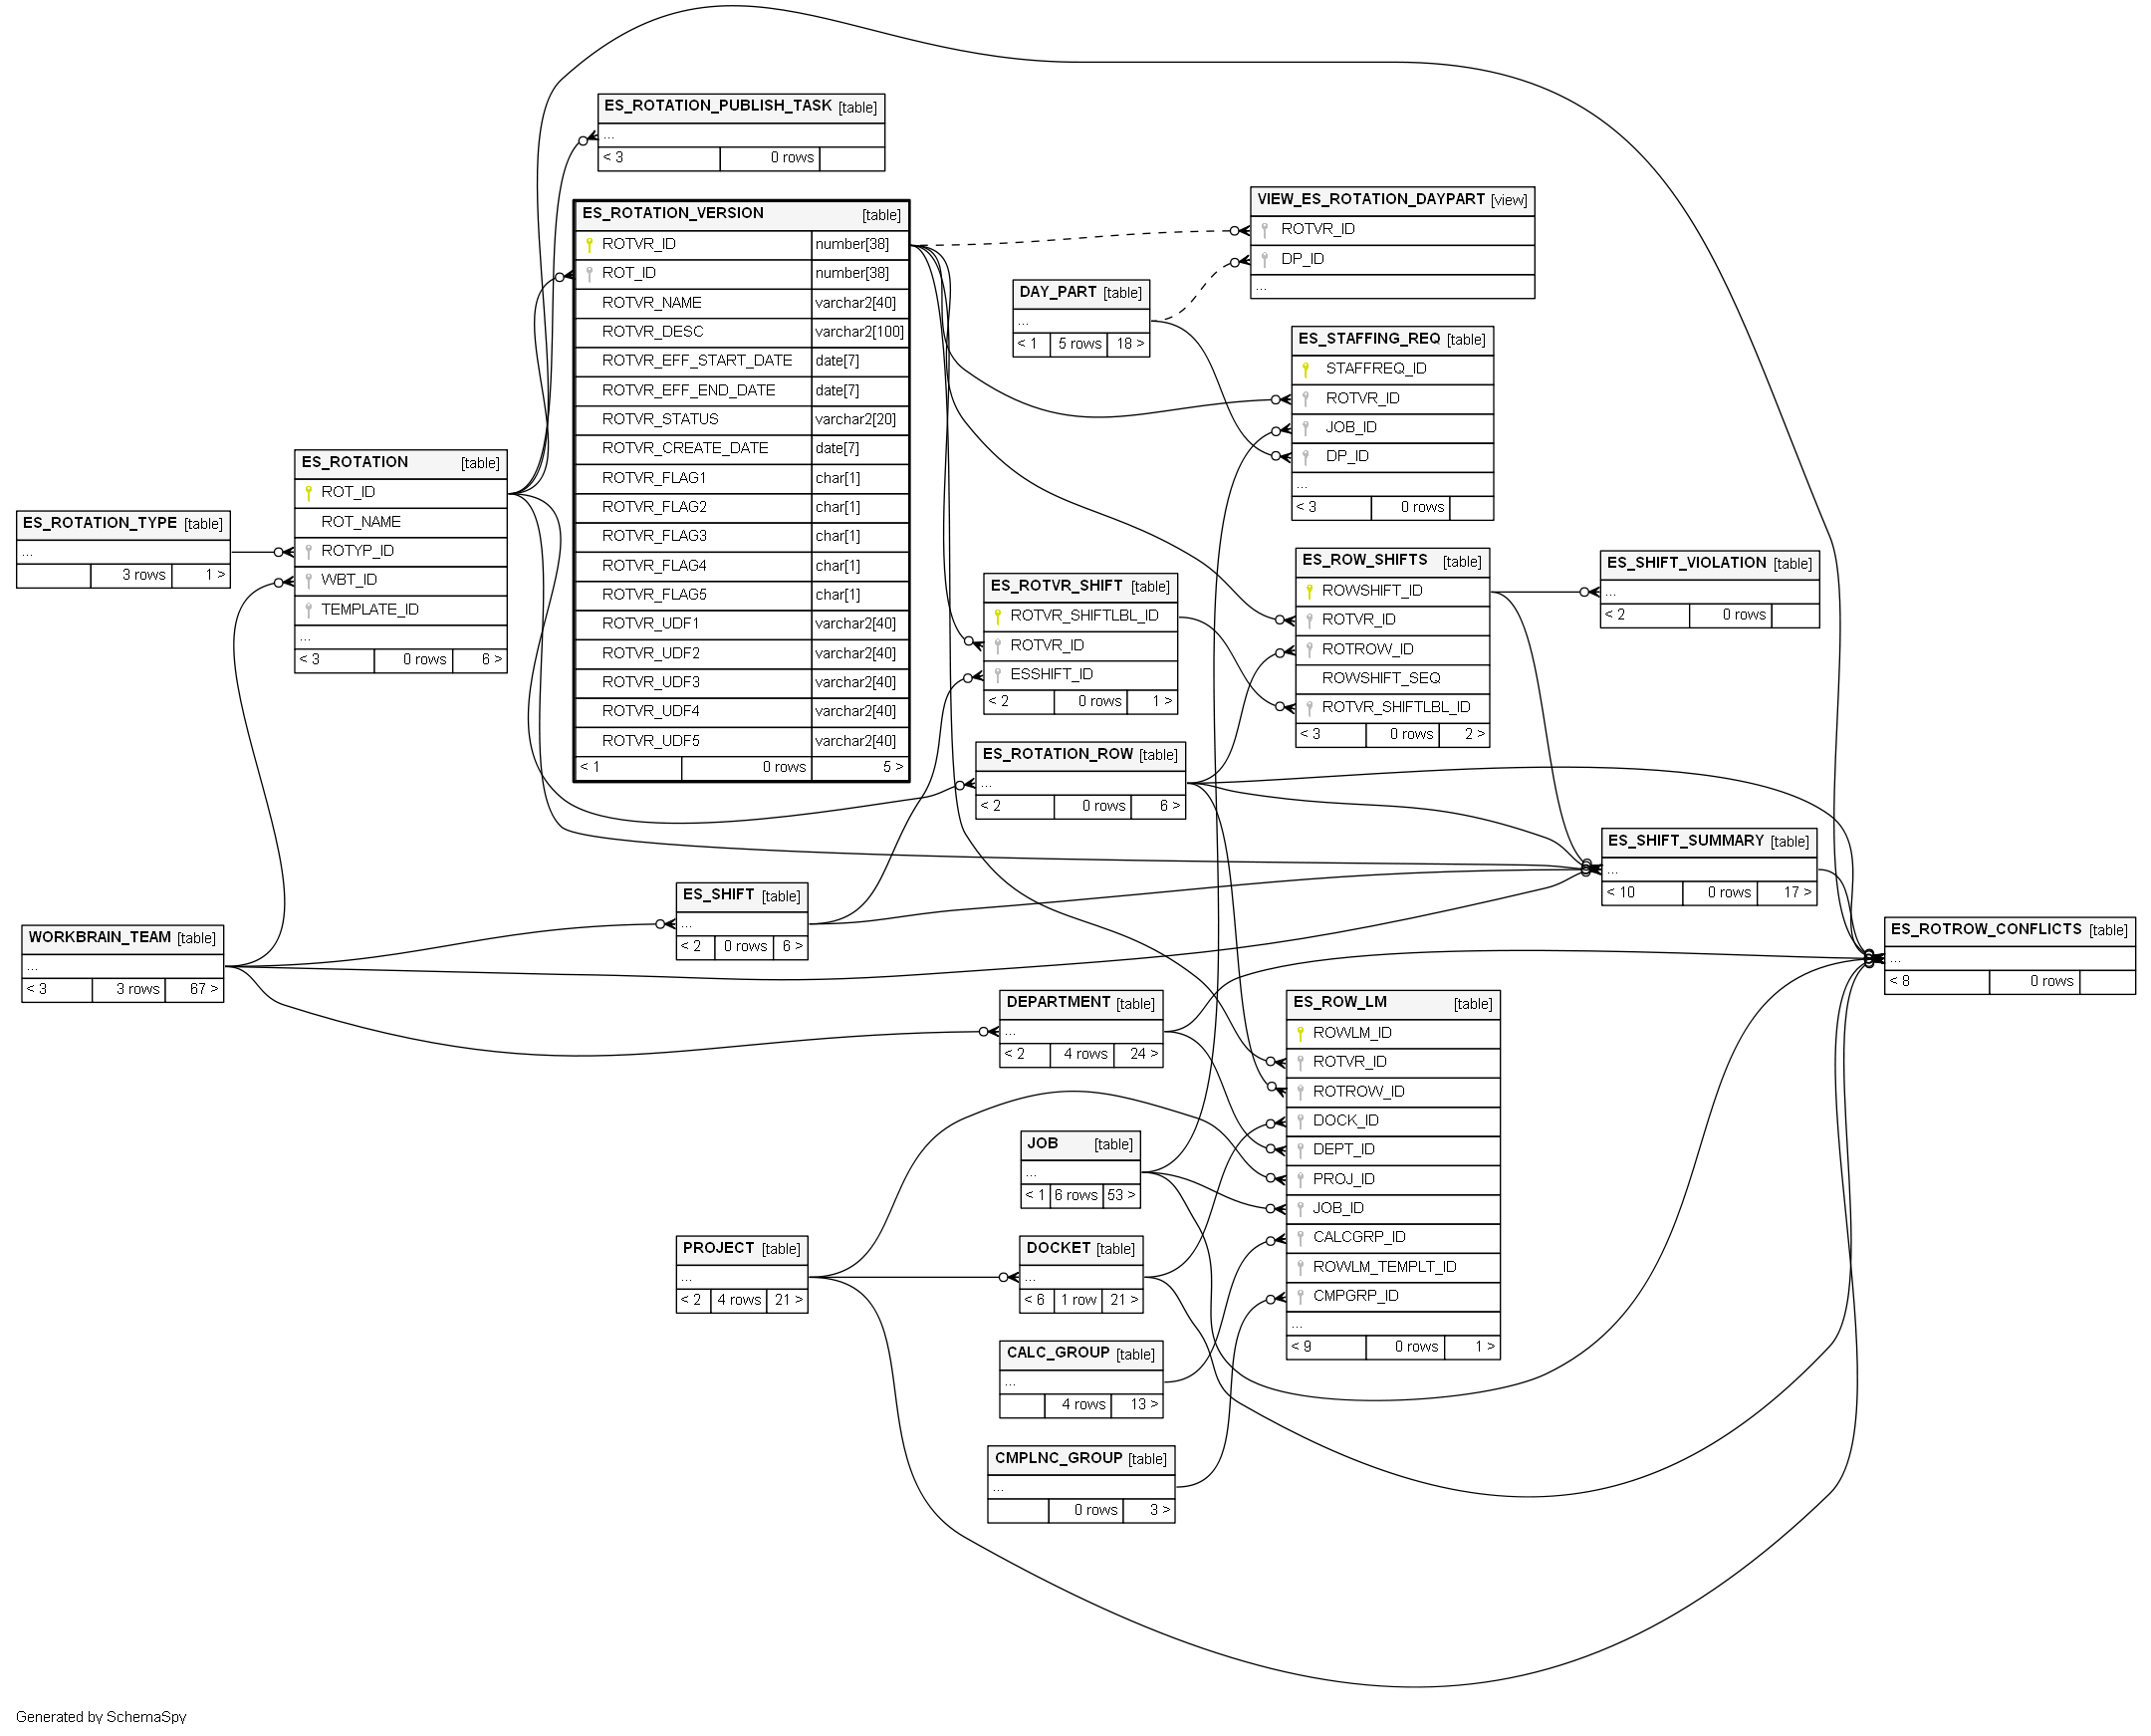 ES_ROTATION_PUBLISH_TASK [table]
...
< 3 0 rows
ES_ROTATION_VERSION [table]
ROTVR_ID number[38]
ROT_ID number[38]
ROTVR_NAME varchar2[40]
ROTVR_DESC varchar2[100]
ROTVR_EFF_START_DATE date[7]
ROTVR_EFF_END_DATE date[7]
ROTVR_STATUS varchar2[20]
ROTVR_CREATE_DATE date[7]
ROTVR_FLAG1 char[1]
ROTVR_FLAG2 char[1]
ROTVR_FLAG3 char[1]
ROTVR_FLAG4 char[1]
ROTVR_FLAG5 char[1]
ROTVR_UDF1 varchar2[40]
ROTVR_UDF2 varchar2[40]
ROTVR_UDF3 varchar2[40]
ROTVR_UDF4 varchar2[40]
ROTVR_UDF5 varchar2[40]
< 1 0 rows 5 >
VIEW_ES_ROTATION_DAYPART [view]
ROTVR_ID
DP_ID
...
DAY_PART [table]
...
< 1 5 rows 18 >
ES_STAFFING_REQ [table]
STAFFREQ_ID
ROTVR_ID
JOB_ID
DP_ID
...
< 3 0 rows
ES_ROTATION [table]
ROT_ID
ROT_NAME
ROTYP_ID
WBT_ID
TEMPLATE_ID
...
< 3 0 rows 6 >
ES_ROTATION_TYPE [table]
...
3 rows 1 >
ES_ROTVR_SHIFT [table]
ROTVR_SHIFTLBL_ID
ROTVR_ID
ESSHIFT_ID
< 2 0 rows 1 >
ES_ROW_SHIFTS [table]
ROWSHIFT_ID
ROTVR_ID
ROTROW_ID
ROWSHIFT_SEQ
ROTVR_SHIFTLBL_ID
< 3 0 rows 2 >
ES_SHIFT_VIOLATION [table]
...
< 2 0 rows
ES_ROTATION_ROW [table]
...
< 2 0 rows 6 >
ES_SHIFT_SUMMARY [table]
...
< 10 0 rows 17 >
ES_SHIFT [table]
...
< 2 0 rows 6 >
WORKBRAIN_TEAM [table]
...
< 3 3 rows 67 >
ES_ROTROW_CONFLICTS [table]
...
< 8 0 rows
DEPARTMENT [table]
...
< 2 4 rows 24 >
ES_ROW_LM [table]
ROWLM_ID
ROTVR_ID
ROTROW_ID
DOCK_ID
DEPT_ID
PROJ_ID
JOB_ID
CALCGRP_ID
ROWLM_TEMPLT_ID
CMPGRP_ID
...
< 9 0 rows 1 >
JOB [table]
...
< 1 6 rows 53 >
PROJECT [table]
...
< 2 4 rows 21 >
DOCKET [table]
...
< 6 1 row 21 >
CALC_GROUP [table]
...
4 rows 13 >
CMPLNC_GROUP [table]
...
0 rows 3 >
Generated by SchemaSpy